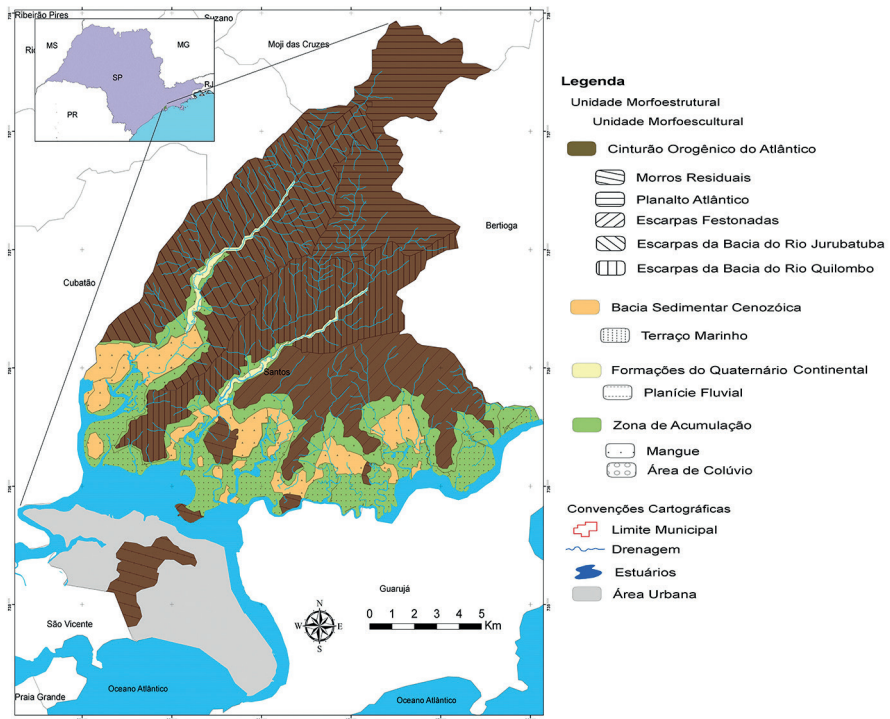 Ribeirão Pires
Suzano
Moji das Cruzes
MS
MG
SP
RJ
PR
Bertioga
Cubatão
Santos
Guarujá
São Vicente
Praia Grande
Oceano Atlântico
Oceano Atlântico
N
W
E
S
0 1 2 3 4 5
Km
Legenda
Unidade Morfoestrutural
Unidade Morfoescultural
Cinturão Orogênico do Atlântico
Morros Residuais
Planalto Atlântico
Escarpas Festonadas
Escarpas da Bacia do Rio Jurubatuba
Escarpas da Bacia do Rio Quilombo
Bacia Sedimentar Cenozóica
Terraço Marinho
Formações do Quaternário Continental
Planície Fluvial
Zona de Acumulação
Mangue
Área de Colúvio
Convenções Cartográficas
Limite Municipal
Drenagem
Estuários
Área Urbana